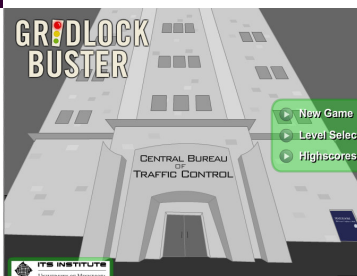 GRIDLOCK
BUSTER
New Game
Level Selec
Highscores
CENTRAL BUREAU
OF
TRAFFIC CONTROL
ITS INSTITUTE